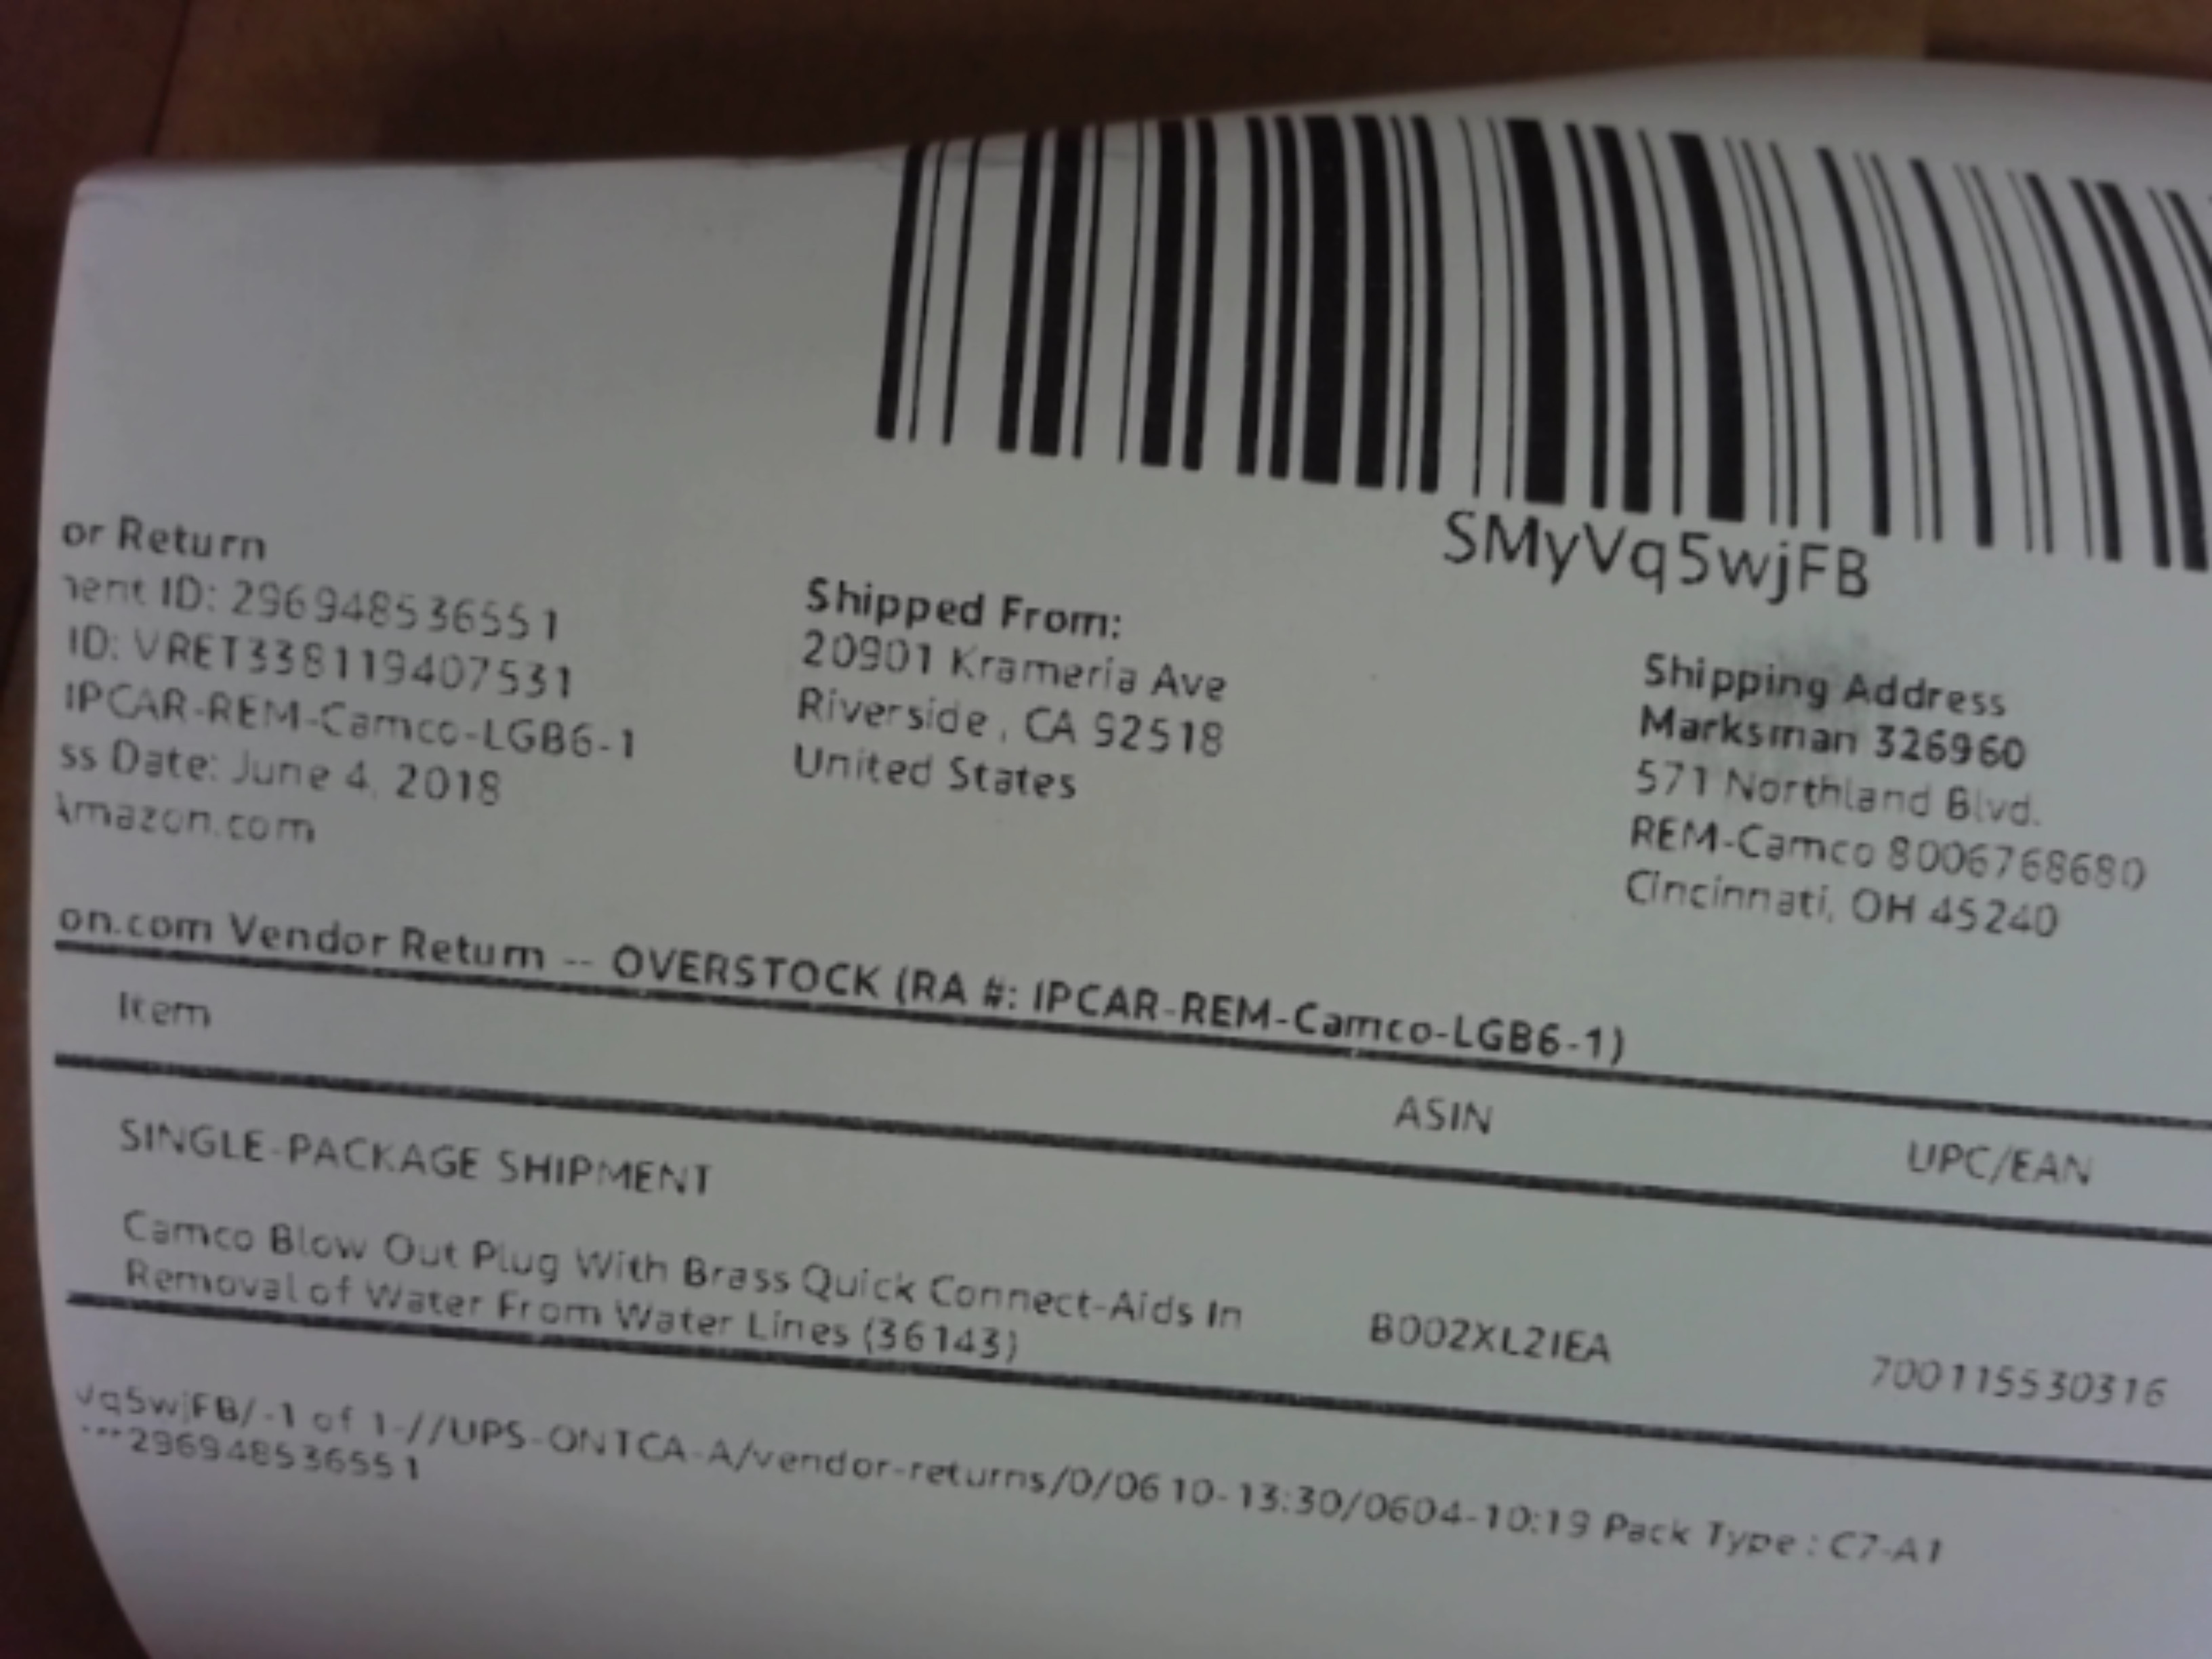 SMyVq5wjFB
or Return
ment ID: 296948536551
ID: VRET338119407531
IPCAR-REM-Camco-LGB6-1
ss Date: June 4, 2018
Amazon.com
Shipped From:
20901 Krameria Ave
Riverside , CA 92518
United States
Shipping Address
Marksman 326960
571 Northland Blvd.
REM-Camco 8006768680
Cincinnati, OH 45240
on.com Vendor Return -- OVERSTOCK (RA #: IPCAR-REM-Camco-LGB6-1)
Item ASIN UPC/EAN
SINGLE-PACKAGE SHIPMENT
Camco Blow Out Plug With Brass Quick Connect-Aids In
Removal of Water From Water Lines (36143) B002XL2IEA 700115530316
Vq5wjFB/-1 of 1-//UPS-ONTCA-A/vendor-returns/0/0610-13:30/0604-10:19 Pack Type : C7-A1
---296948536551